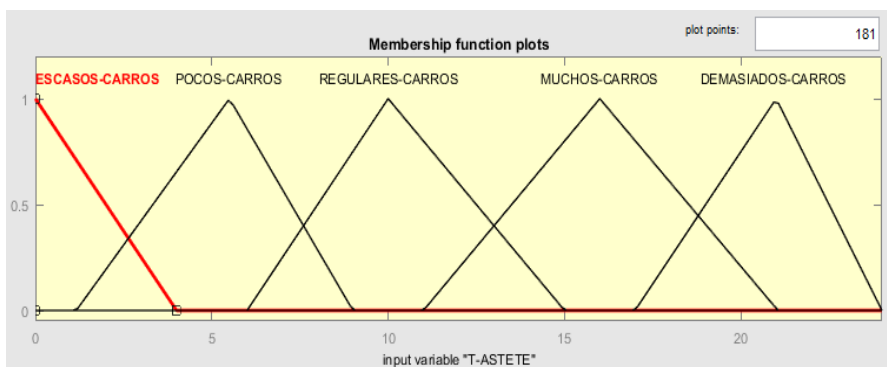 plot points: 181
Membership function plots
ESCASOS-CARROS POCOS-CARROS REGULARES-CARROS MUCHOS-CARROS DEMASIADOS-CARROS
1
0.5
0
0 5 10 15 20
input variable "T-ASTETE"